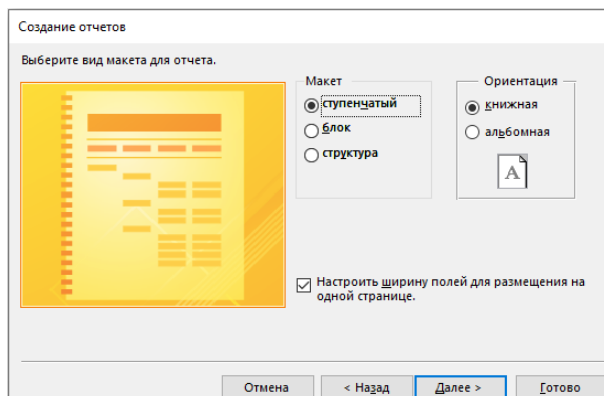 Создание отчетов
Выберите вид макета для отчета.
Макет
ступенчатый
блок
структура
Ориентация
книжная
альбомная
A
Настроить ширину полей для размещения на
одной странице.
Отмена
< Назад
Далее >
Готово